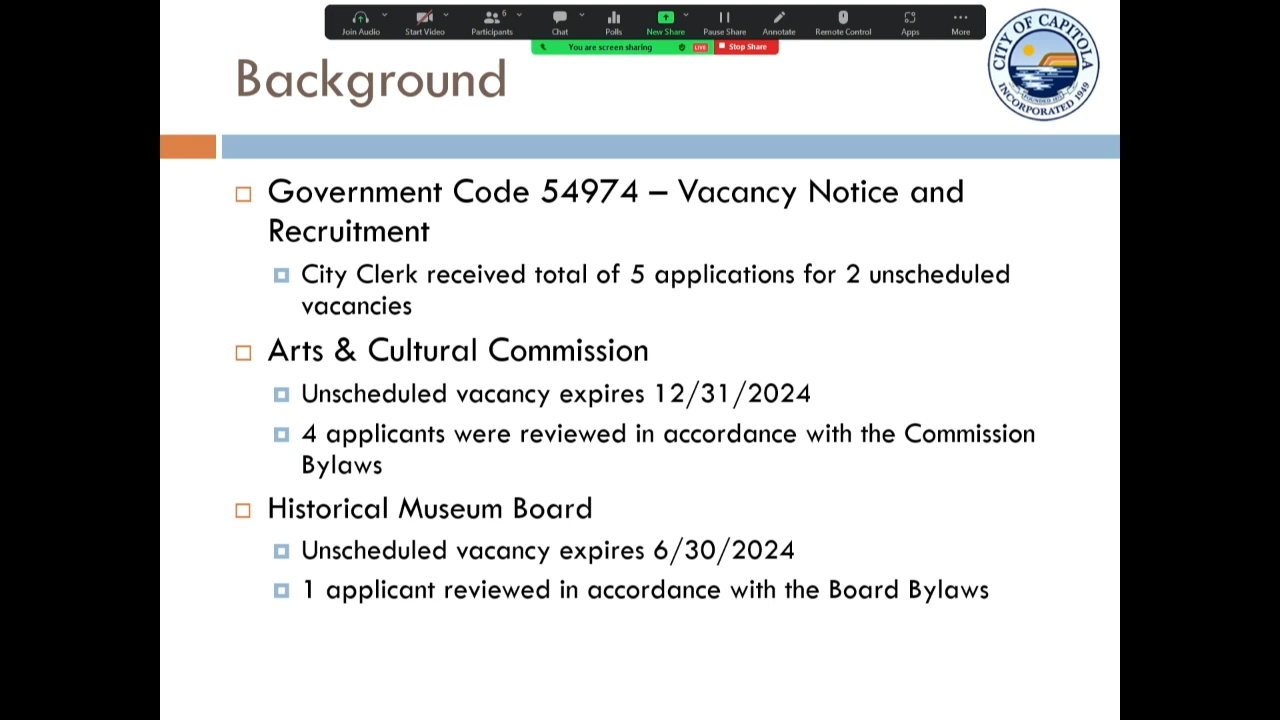 6
Join Audio
Start Video
Participants
Chat
Polls
New Share
Pause Share
Annotate
Remote Control
Apps
More
You are screen sharing
LIVE
Stop Share
CITY OF CAPITOLA
INCORPORATED 1949
Background
Government Code 54974 – Vacancy Notice and
Recruitment
City Clerk received total of 5 applications for 2 unscheduled
vacancies
Arts & Cultural Commission
Unscheduled vacancy expires 12/31/2024
4 applicants were reviewed in accordance with the Commission
Bylaws
Historical Museum Board
Unscheduled vacancy expires 6/30/2024
1 applicant reviewed in accordance with the Board Bylaws